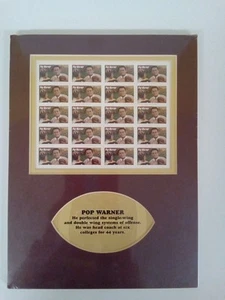 POP WARNER
He perfected the single-wing
and double wing systems of offense.
He was head coach at six
colleges for 44 years.